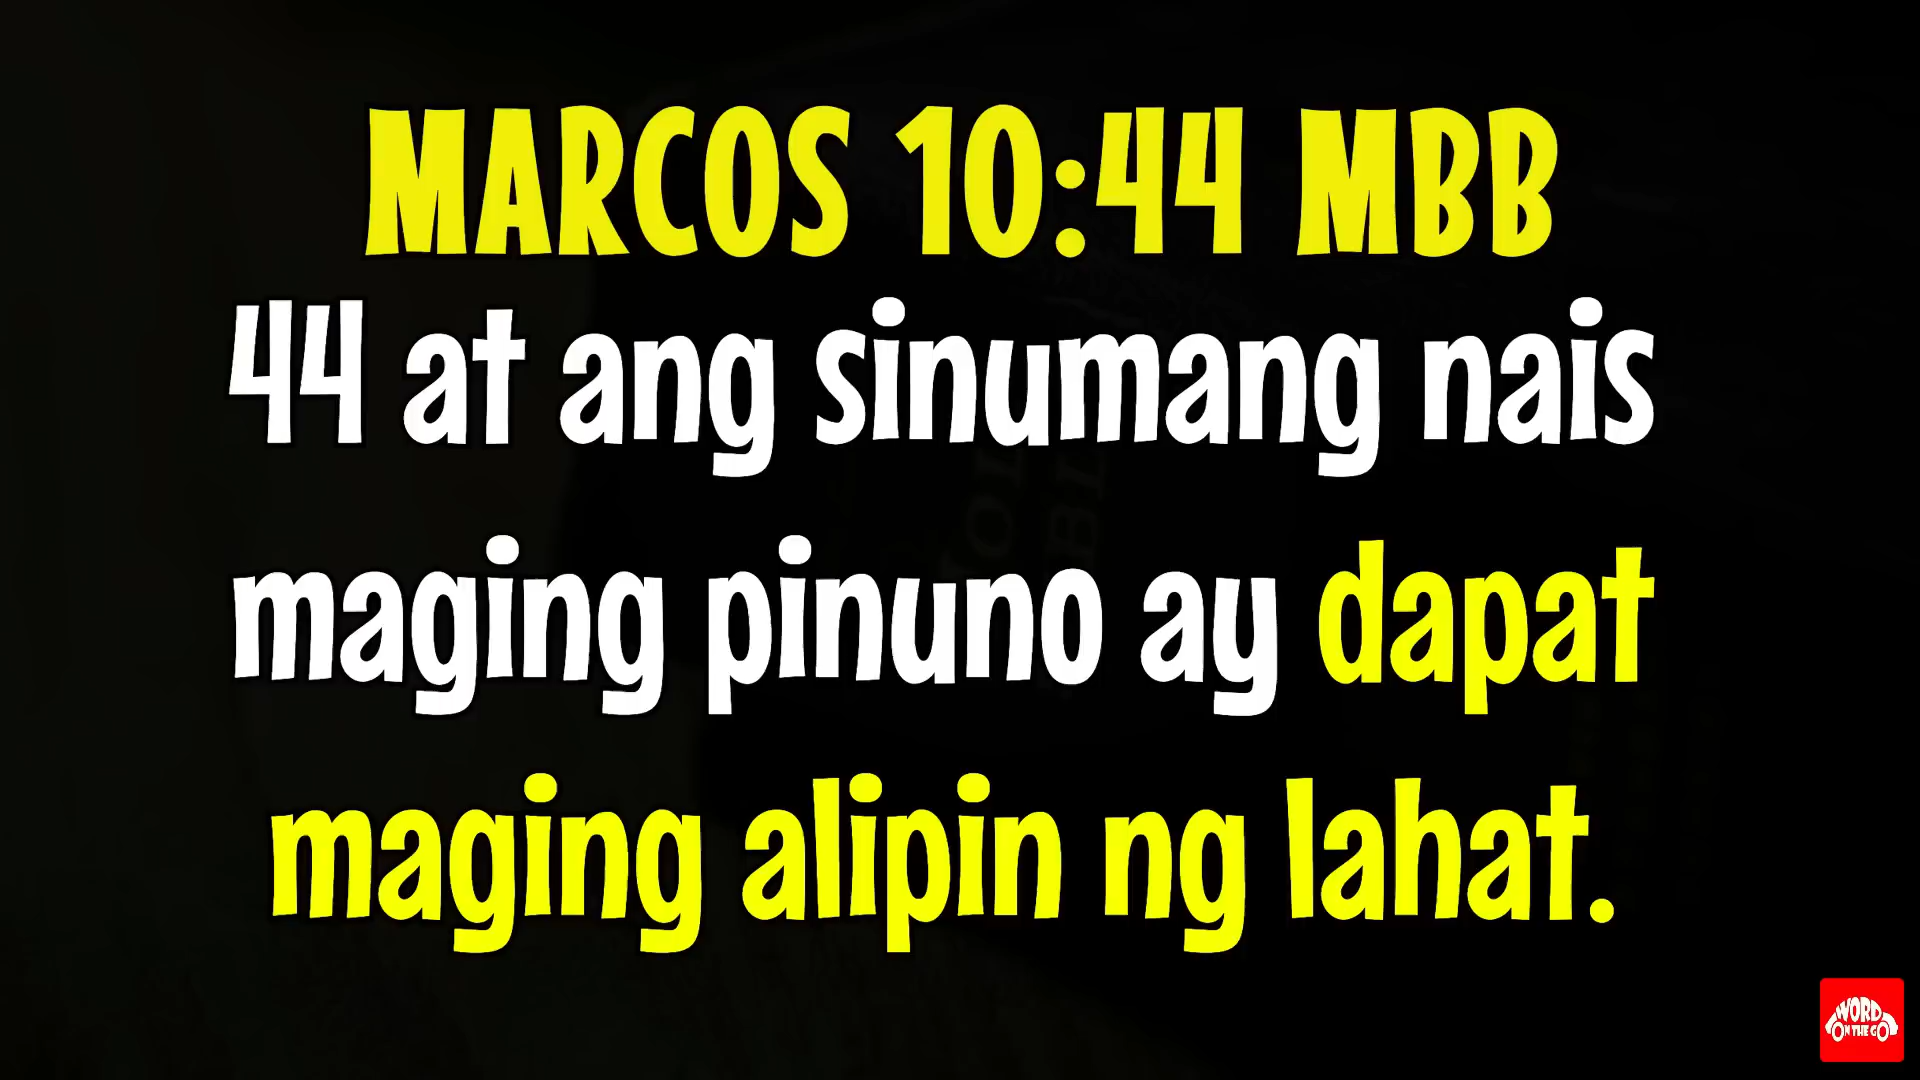 MARCOS 10:44 MBB
44 at ang sinumang nais
maging pinuno ay dapat
maging alipin ng lahat.
WORD
ON THE GO